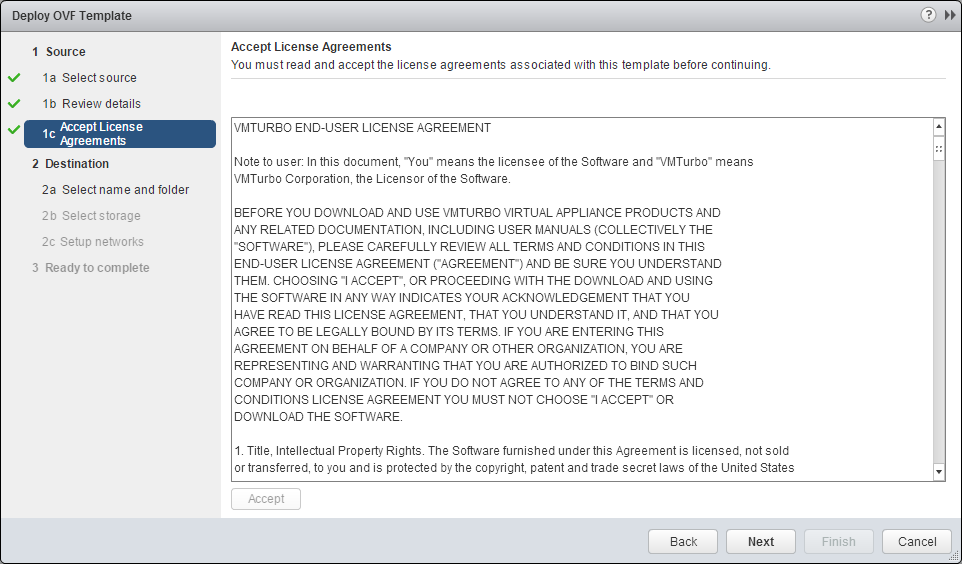 Deploy OVF Template
?
1 Source
1a Select source
1b Review details
1c Accept License
Agreements
2 Destination
2a Select name and folder
2b Select storage
2c Setup networks
3 Ready to complete
Accept License Agreements
You must read and accept the license agreements associated with this template before continuing.
VMTURBO END-USER LICENSE AGREEMENT
Note to user: In this document, "You" means the licensee of the Software and "VMTurbo" means
VMTurbo Corporation, the Licensor of the Software.
BEFORE YOU DOWNLOAD AND USE VMTURBO VIRTUAL APPLIANCE PRODUCTS AND
ANY RELATED DOCUMENTATION, INCLUDING USER MANUALS (COLLECTIVELY THE
"SOFTWARE"), PLEASE CAREFULLY REVIEW ALL TERMS AND CONDITIONS IN THIS
END-USER LICENSE AGREEMENT ("AGREEMENT") AND BE SURE YOU UNDERSTAND
THEM. CHOOSING "I ACCEPT", OR PROCEEDING WITH THE DOWNLOAD AND USING
THE SOFTWARE IN ANY WAY INDICATES YOUR ACKNOWLEDGEMENT THAT YOU
HAVE READ THIS LICENSE AGREEMENT, THAT YOU UNDERSTAND IT, AND THAT YOU
AGREE TO BE LEGALLY BOUND BY ITS TERMS. IF YOU ARE ENTERING THIS
AGREEMENT ON BEHALF OF A COMPANY OR OTHER ORGANIZATION, YOU ARE
REPRESENTING AND WARRANTING THAT YOU ARE AUTHORIZED TO BIND SUCH
COMPANY OR ORGANIZATION. IF YOU DO NOT AGREE TO ANY OF THE TERMS AND
CONDITIONS LICENSE AGREEMENT YOU MUST NOT CHOOSE "I ACCEPT" OR
DOWNLOAD THE SOFTWARE.
1. Title, Intellectual Property Rights. The Software furnished under this Agreement is licensed, not sold
or transferred, to you and is protected by the copyright, patent and trade secret laws of the United States
Accept
Back
Next
Finish
Cancel